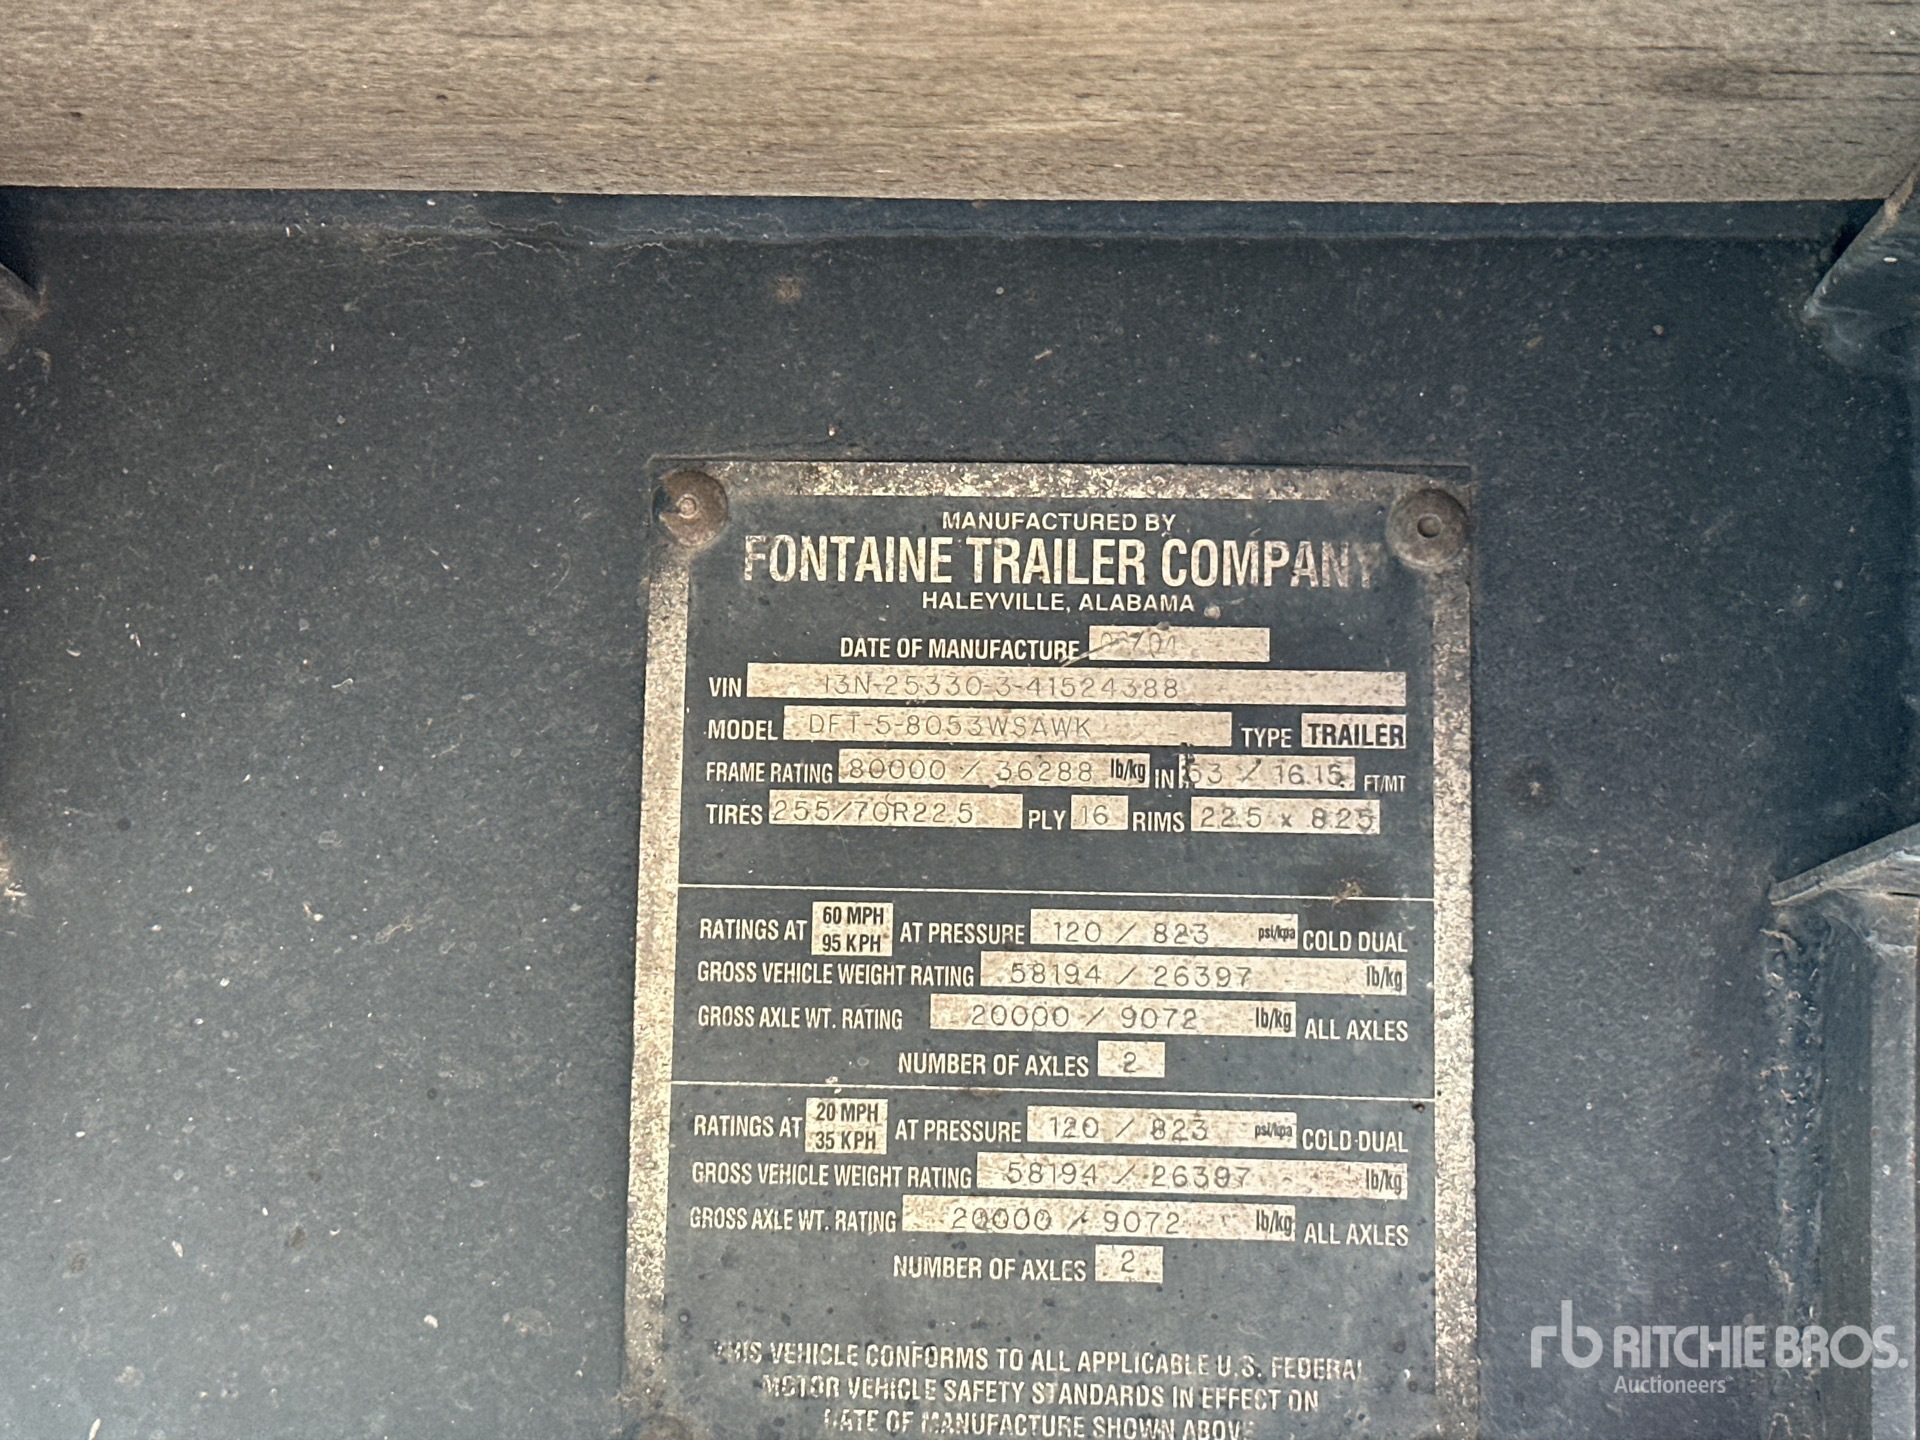 MANUFACTURED BY
FONTAINE TRAILER COMPANY
HALEYVILLE, ALABAMA
DATE OF MANUFACTURE
VIN 13N-25330-3-41524388
MODEL DFT-5-8053WSAWK TYPE TRAILER
FRAME RATING 80000 / 36288 lb/kg IN 53 / 16.15 FT/MT
TIRES 255/70R22.5 PLY 16 RIMS 22.5 x 8.25
RATINGS AT 60 MPH 95 KPH AT PRESSURE 120 / 823 psi/kpa COLD DUAL
GROSS VEHICLE WEIGHT RATING 58194 / 26397 lb/kg
GROSS AXLE WT. RATING 20000 / 9072 lb/kg ALL AXLES
NUMBER OF AXLES 2
RATINGS AT 20 MPH 35 KPH AT PRESSURE 120 / 823 psi/kpa COLD DUAL
GROSS VEHICLE WEIGHT RATING 58194 / 26397 lb/kg
GROSS AXLE WT. RATING 20000 / 9072 lb/kg ALL AXLES
NUMBER OF AXLES 2
THIS VEHICLE CONFORMS TO ALL APPLICABLE U.S. FEDERAL
MOTOR VEHICLE SAFETY STANDARDS IN EFFECT ON
DATE OF MANUFACTURE SHOWN ABOVE
rb RITCHIE BROS.
Auctioneers